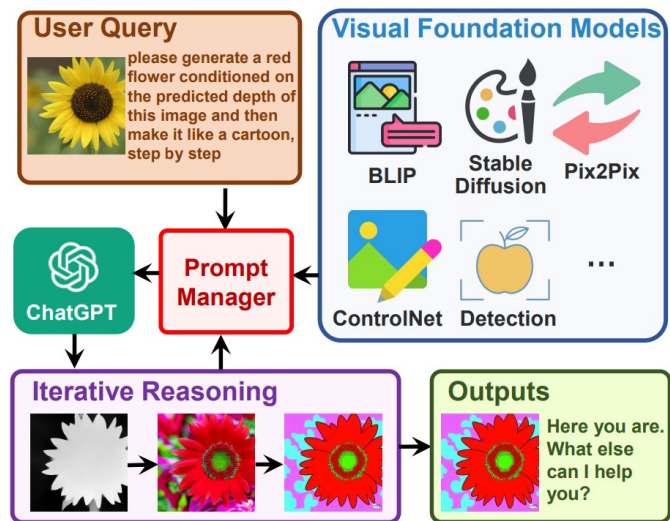 User Query
please generate a red
flower conditioned on
the predicted depth of
this image and then
make it like a cartoon,
step by step
Visual Foundation Models
BLIP
Stable
Diffusion
Pix2Pix
ControlNet
Detection
...
ChatGPT
Prompt
Manager
Iterative Reasoning
Outputs
Here you are.
What else
can I help
you?